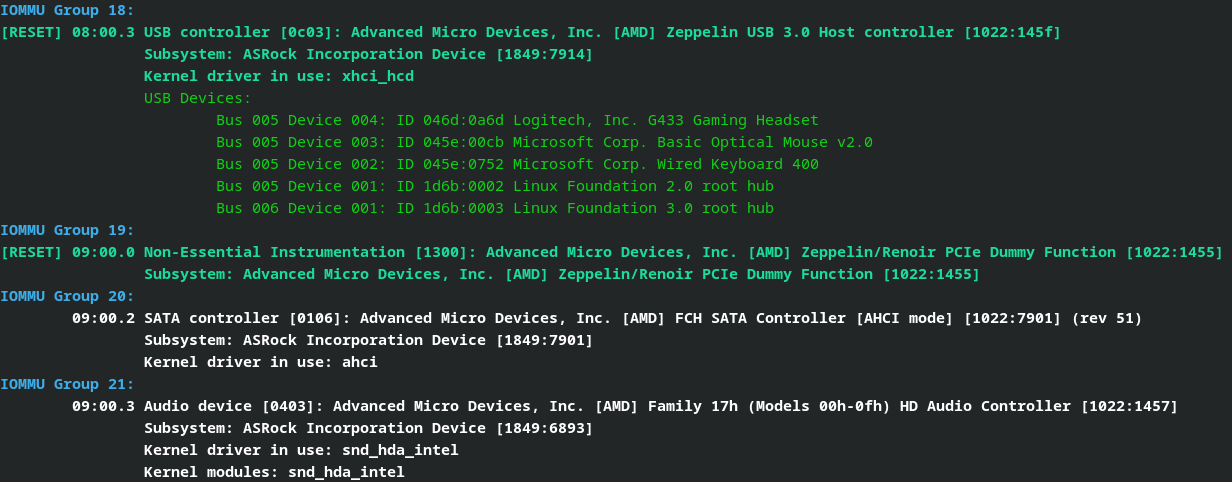 IOMMU Group 18:
[RESET] 08:00.3 USB controller [0c03]: Advanced Micro Devices, Inc. [AMD] Zeppelin USB 3.0 Host controller [1022:145f]
Subsystem: ASRock Incorporation Device [1849:7914]
Kernel driver in use: xhci_hcd
USB Devices:
Bus 005 Device 004: ID 046d:0a6d Logitech, Inc. G433 Gaming Headset
Bus 005 Device 003: ID 045e:00cb Microsoft Corp. Basic Optical Mouse v2.0
Bus 005 Device 002: ID 045e:0752 Microsoft Corp. Wired Keyboard 400
Bus 005 Device 001: ID 1d6b:0002 Linux Foundation 2.0 root hub
Bus 006 Device 001: ID 1d6b:0003 Linux Foundation 3.0 root hub
IOMMU Group 19:
[RESET] 09:00.0 Non-Essential Instrumentation [1300]: Advanced Micro Devices, Inc. [AMD] Zeppelin/Renoir PCIe Dummy Function [1022:1455]
Subsystem: Advanced Micro Devices, Inc. [AMD] Zeppelin/Renoir PCIe Dummy Function [1022:1455]
IOMMU Group 20:
09:00.2 SATA controller [0106]: Advanced Micro Devices, Inc. [AMD] FCH SATA Controller [AHCI mode] [1022:7901] (rev 51)
Subsystem: ASRock Incorporation Device [1849:7901]
Kernel driver in use: ahci
IOMMU Group 21:
09:00.3 Audio device [0403]: Advanced Micro Devices, Inc. [AMD] Family 17h (Models 00h-0fh) HD Audio Controller [1022:1457]
Subsystem: ASRock Incorporation Device [1849:6893]
Kernel driver in use: snd_hda_intel
Kernel modules: snd_hda_intel